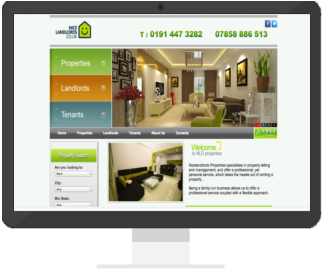 NICE
LANDLORDS
.CO.UK
T : 0191 447 3282 07858 886 513
Properties
Landlords
Tenants
Home Properties Landlords Tenants About Us Contacts
Property Search
Are you looking to:
Rent
City:
Any
Min Beds:
Any
Welcome
to NLD properties
Nicelandlords Properties specialises in property letting
and management, and offer a professional, yet
personal service, which takes the hassle out of renting a
property...
Being a family run business allows us to offer a
professional service coupled with a flexible approach.